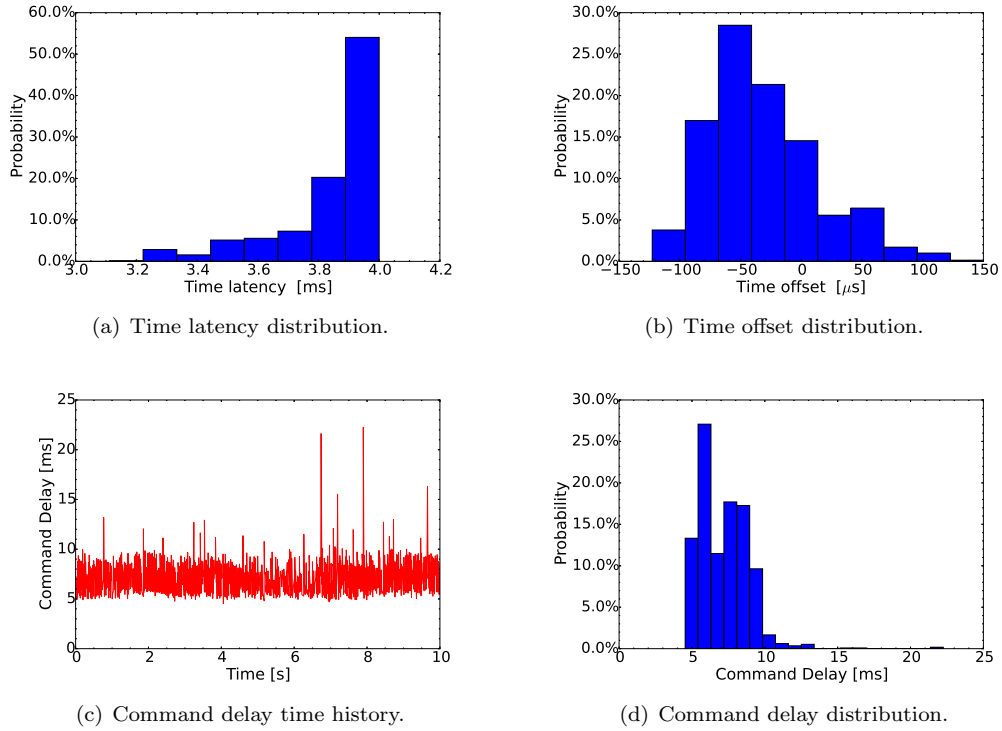 60.0%
50.0%
40.0%
30.0%
20.0%
10.0%
0.0%
Probability
3.0 3.2 3.4 3.6 3.8 4.0 4.2
Time latency [ms]
(a) Time latency distribution.
30.0%
25.0%
20.0%
15.0%
10.0%
5.0%
0.0%
Probability
−150 −100 −50 0 50 100 150
Time offset [μs]
(b) Time offset distribution.
25
20
15
10
5
0
Command Delay [ms]
0 2 4 6 8 10
Time [s]
(c) Command delay time history.
30.0%
25.0%
20.0%
15.0%
10.0%
5.0%
0.0%
Probability
0 5 10 15 20 25
Command Delay [ms]
(d) Command delay distribution.